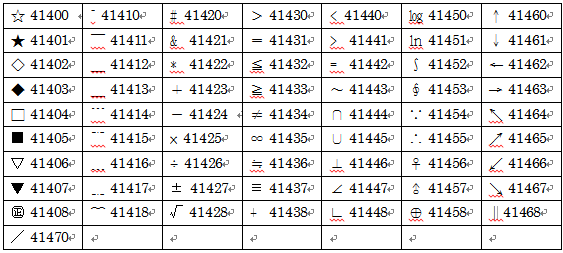 ☆ 41400 ˉ 41410 # 41420 > 41430 < 41440 ㏒ 41450 ↑ 41460
★ 41401 ￣ 41411 & 41421 = 41431 > 41441 ㏑ 41451 ↓ 41461
◇ 41402 41412 * 41422 ≦ 41432 = 41442 ∫ 41452 ← 41462
◆ 41403 41413 + 41423 ≧ 41433 ~ 41443 ∮ 41453 → 41463
□ 41404 41414 − 41424 ≠ 41434 ∩ 41444 ∵ 41454 ↖ 41464
■ 41405 41415 × 41425 ∞ 41435 ∪ 41445 ∴ 41455 ↗ 41465
▽ 41406 41416 ÷ 41426 ≒ 41436 ⊥ 41446 ♀ 41456 ↙ 41466
▼ 41407 41417 ± 41427 ≡ 41437 ∠ 41447 41457 ↘ 41467
㊣ 41408 41418 √ 41428 + 41438 ∟ 41448 ⊕ 41458 ∥ 41468
／ 41470